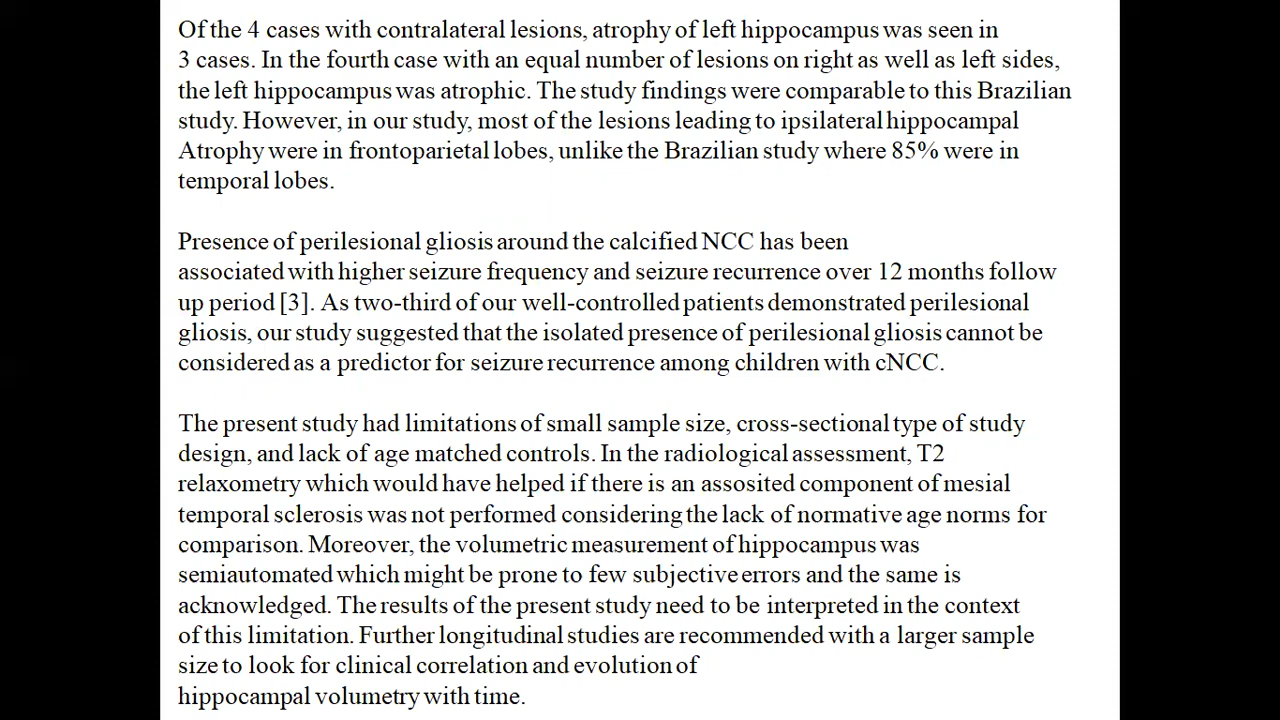 Of the 4 cases with contralateral lesions, atrophy of left hippocampus was seen in
3 cases. In the fourth case with an equal number of lesions on right as well as left sides,
the left hippocampus was atrophic. The study findings were comparable to this Brazilian
study. However, in our study, most of the lesions leading to ipsilateral hippocampal
Atrophy were in frontoparietal lobes, unlike the Brazilian study where 85% were in
temporal lobes.
Presence of perilesional gliosis around the calcified NCC has been
associated with higher seizure frequency and seizure recurrence over 12 months follow
up period [3]. As two-third of our well-controlled patients demonstrated perilesional
gliosis, our study suggested that the isolated presence of perilesional gliosis cannot be
considered as a predictor for seizure recurrence among children with cNCC.
The present study had limitations of small sample size, cross-sectional type of study
design, and lack of age matched controls. In the radiological assessment, T2
relaxometry which would have helped if there is an assosited component of mesial
temporal sclerosis was not performed considering the lack of normative age norms for
comparison. Moreover, the volumetric measurement of hippocampus was
semiautomated which might be prone to few subjective errors and the same is
acknowledged. The results of the present study need to be interpreted in the context
of this limitation. Further longitudinal studies are recommended with a larger sample
size to look for clinical correlation and evolution of
hippocampal volumetry with time.